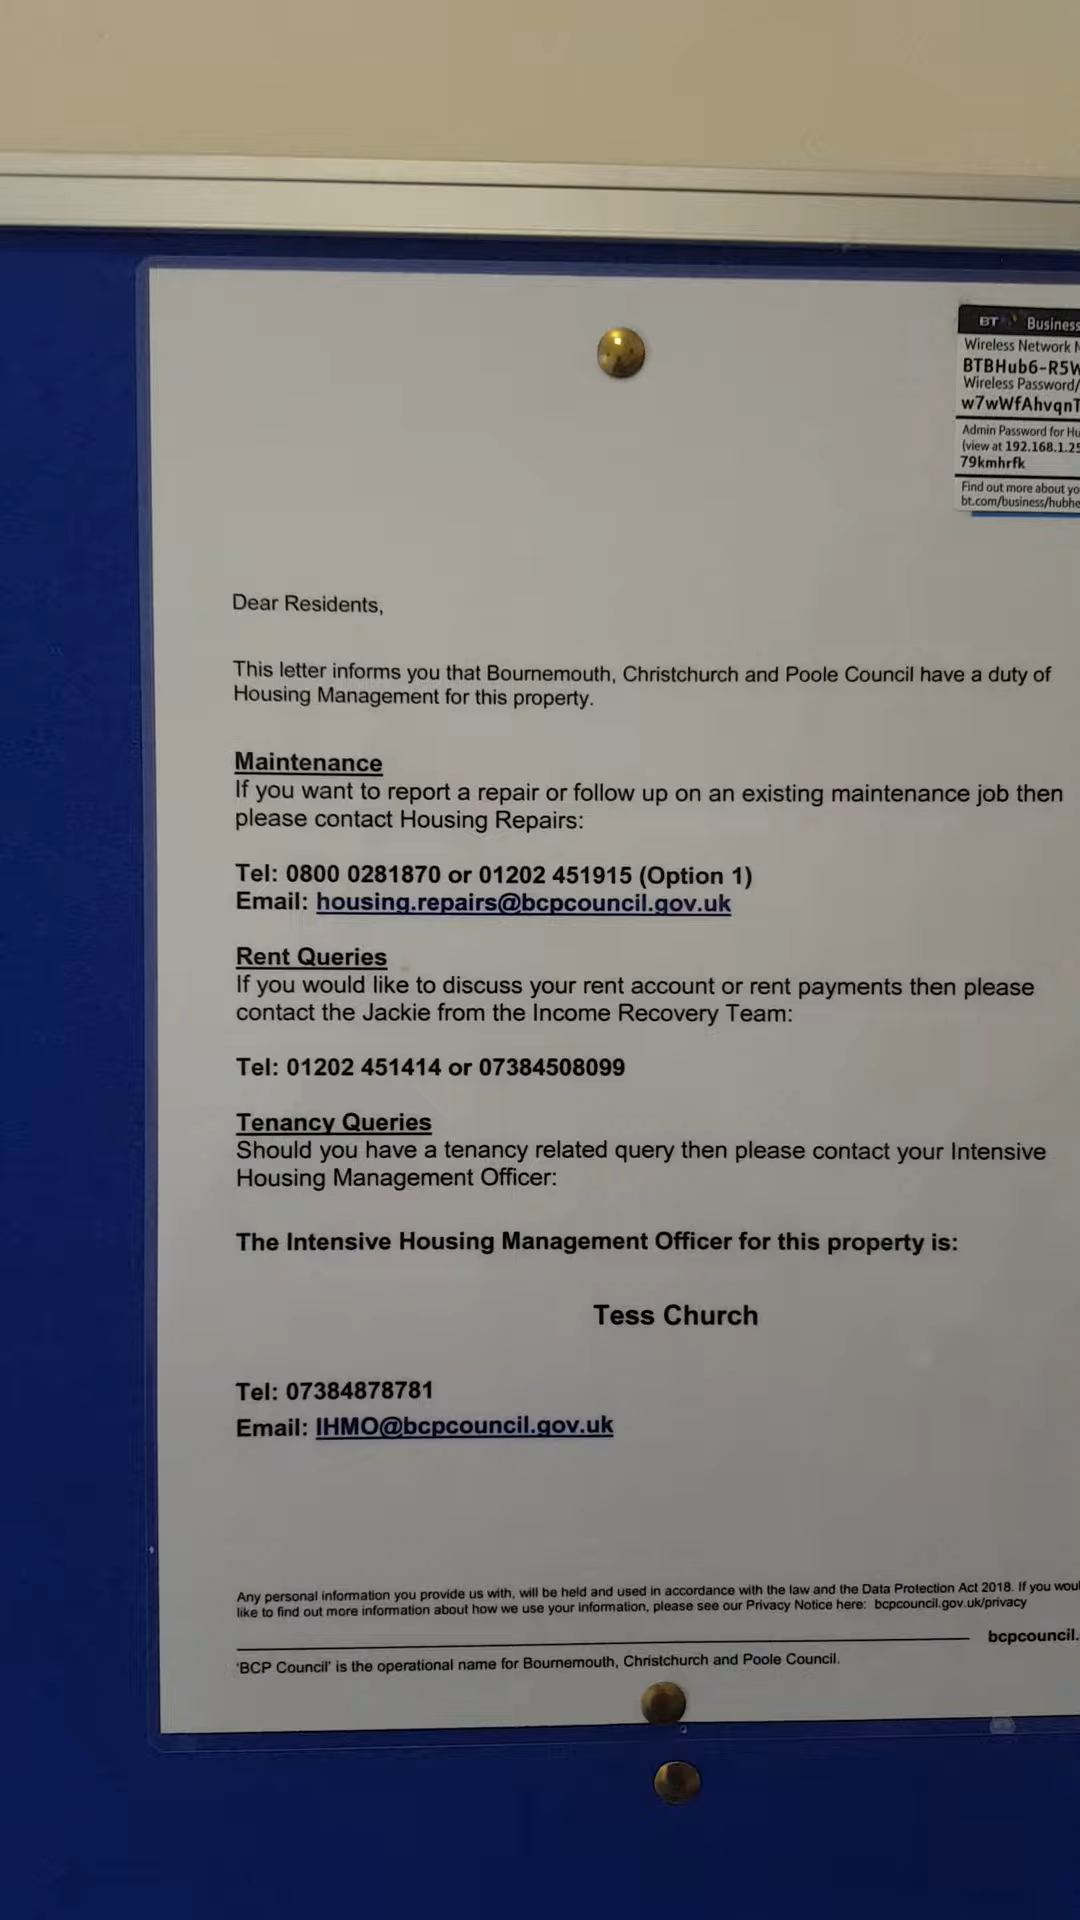 BT Business
Wireless Network
BTBHub6-R5W
Wireless Password/
w7wWfAhvqnT
Admin Password for Hu
(view at 192.168.1.25
79kmhrfk
Find out more about yo
bt.com/business/hubhe
Dear Residents,
This letter informs you that Bournemouth, Christchurch and Poole Council have a duty of
Housing Management for this property.
Maintenance
If you want to report a repair or follow up on an existing maintenance job then
please contact Housing Repairs:
Tel: 0800 0281870 or 01202 451915 (Option 1)
Email: housing.repairs@bcpcouncil.gov.uk
Rent Queries
If you would like to discuss your rent account or rent payments then please
contact the Jackie from the Income Recovery Team:
Tel: 01202 451414 or 07384508099
Tenancy Queries
Should you have a tenancy related query then please contact your Intensive
Housing Management Officer:
The Intensive Housing Management Officer for this property is:
Tess Church
Tel: 07384878781
Email: IHMO@bcpcouncil.gov.uk
Any personal information you provide us with, will be held and used in accordance with the law and the Data Protection Act 2018. If you woul
like to find out more information about how we use your information, please see our Privacy Notice here: bcpcouncil.gov.uk/privacy
bcpcouncil.
'BCP Council' is the operational name for Bournemouth, Christchurch and Poole Council.